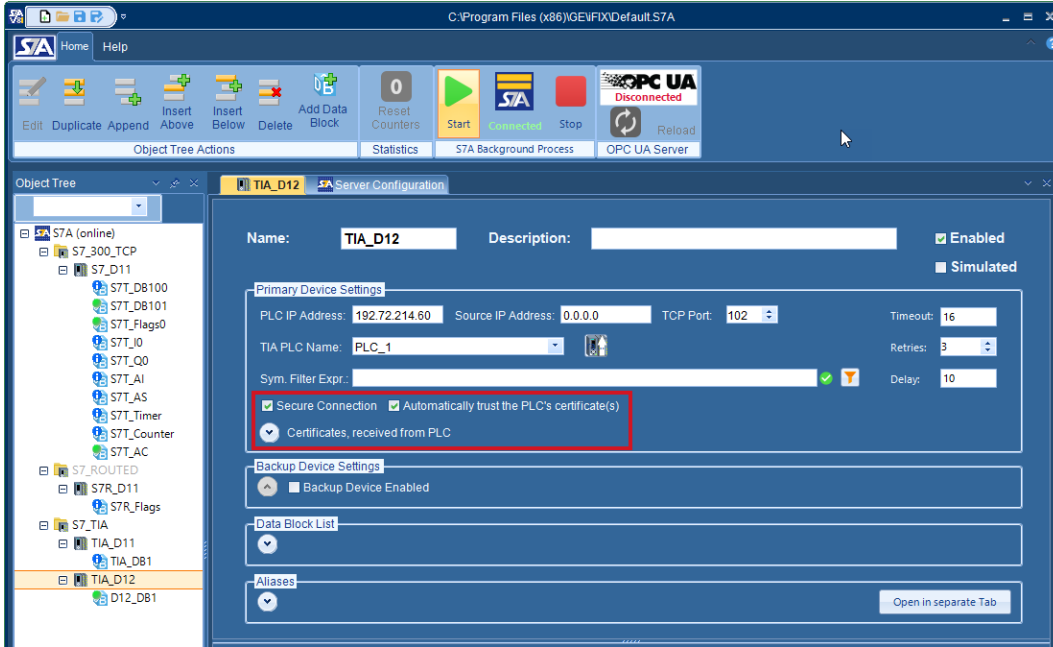 C:\Program Files (x86)\GE\iFIX\Default.S7A
S7A Home Help
Edit Duplicate Append Insert Above Insert Below Delete Add Data Block
0 Reset Counters
Start S7A Connected Stop
OPC UA Disconnected
Reload
Object Tree Actions Statistics S7A Background Process OPC UA Server
Object Tree
TIA_D12 Server Configuration
S7A (online)
S7_300_TCP
S7_D11
S7T_DB100
S7T_DB101
S7T_Flags0
S7T_I0
S7T_Q0
S7T_AI
S7T_AS
S7T_Timer
S7T_Counter
S7T_AC
S7_ROUTED
S7R_D11
S7R_Flags
S7_TIA
TIA_D11
TIA_DB1
TIA_D12
D12_DB1
Name: TIA_D12 Description: Enabled
Simulated
Primary Device Settings
PLC IP Address: 192.72.214.60 Source IP Address: 0.0.0.0 TCP Port: 102 Timeout: 16
TIA PLC Name: PLC_1 Retries: 3
Sym. Filter Expr.: Delay: 10
Secure Connection Automatically trust the PLC's certificate(s)
Certificates, received from PLC
Backup Device Settings
Backup Device Enabled
Data Block List
Aliases
Open in separate Tab